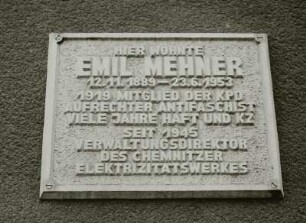 HIER WOHNTE
EMIL MEHNER
12.11.1889–23.6.1953
1919 MITGLIED DER KPD
AUFRECHTER ANTIFASCHIST
VIELE JAHRE HAFT UND KZ
SEIT 1945
VERWALTUNGSDIREKTOR
DES CHEMNITZER
ELEKTRIZITÄTSWERKES